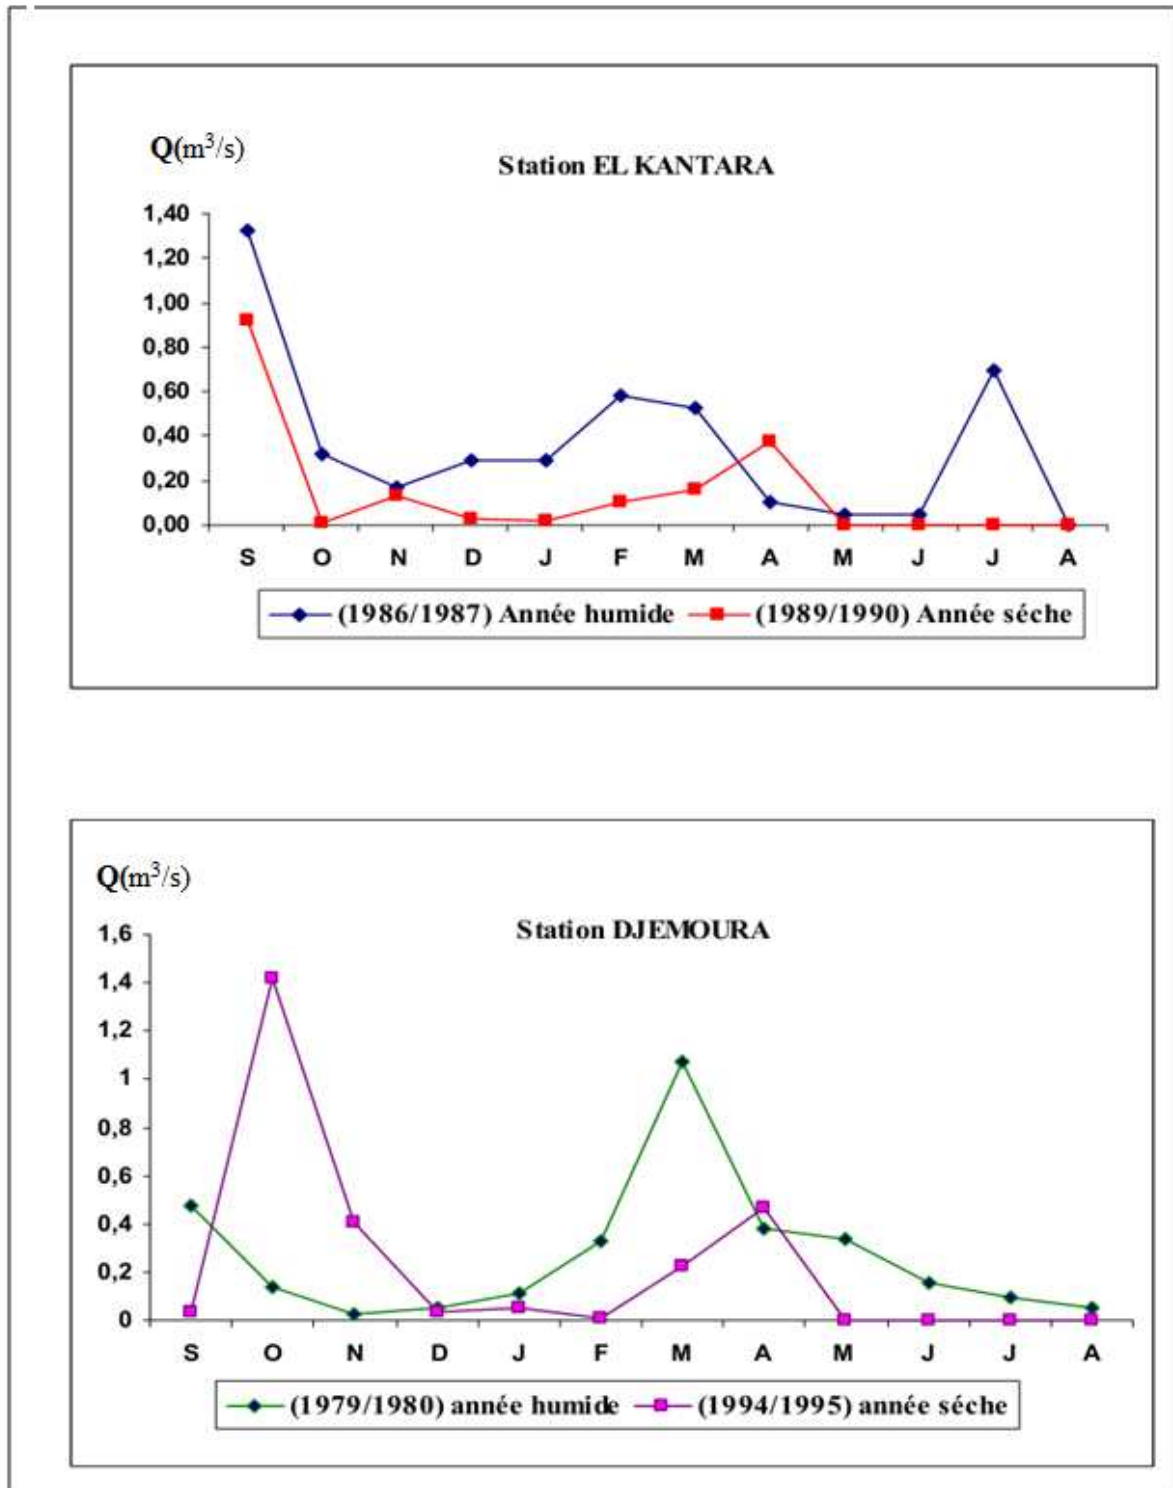 Q(m³/s)
Station EL KANTARA
1,40
1,20
1,00
0,80
0,60
0,40
0,20
0,00
S O N D J F M A M J J A
(1986/1987) Année humide (1989/1990) Année séche
Q(m³/s)
Station DJEMOURA
1,6
1,4
1,2
1
0,8
0,6
0,4
0,2
0
S O N D J F M A M J J A
(1979/1980) année humide (1994/1995) année séche